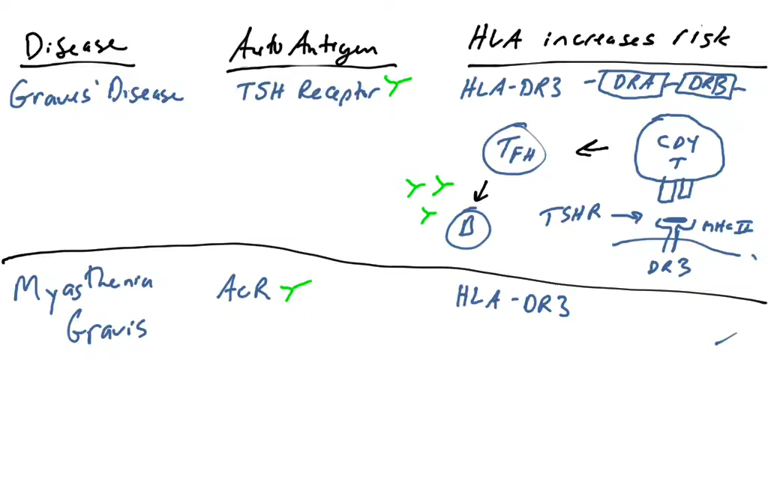 Disease AutoAntigen HLA increases risk
Graves' Disease TSH Receptor HLA-DR3 DRA DRB
TFH CD4
T
B TSHR MHC II
DR3
Myasthenia AcR HLA-DR3
Gravis